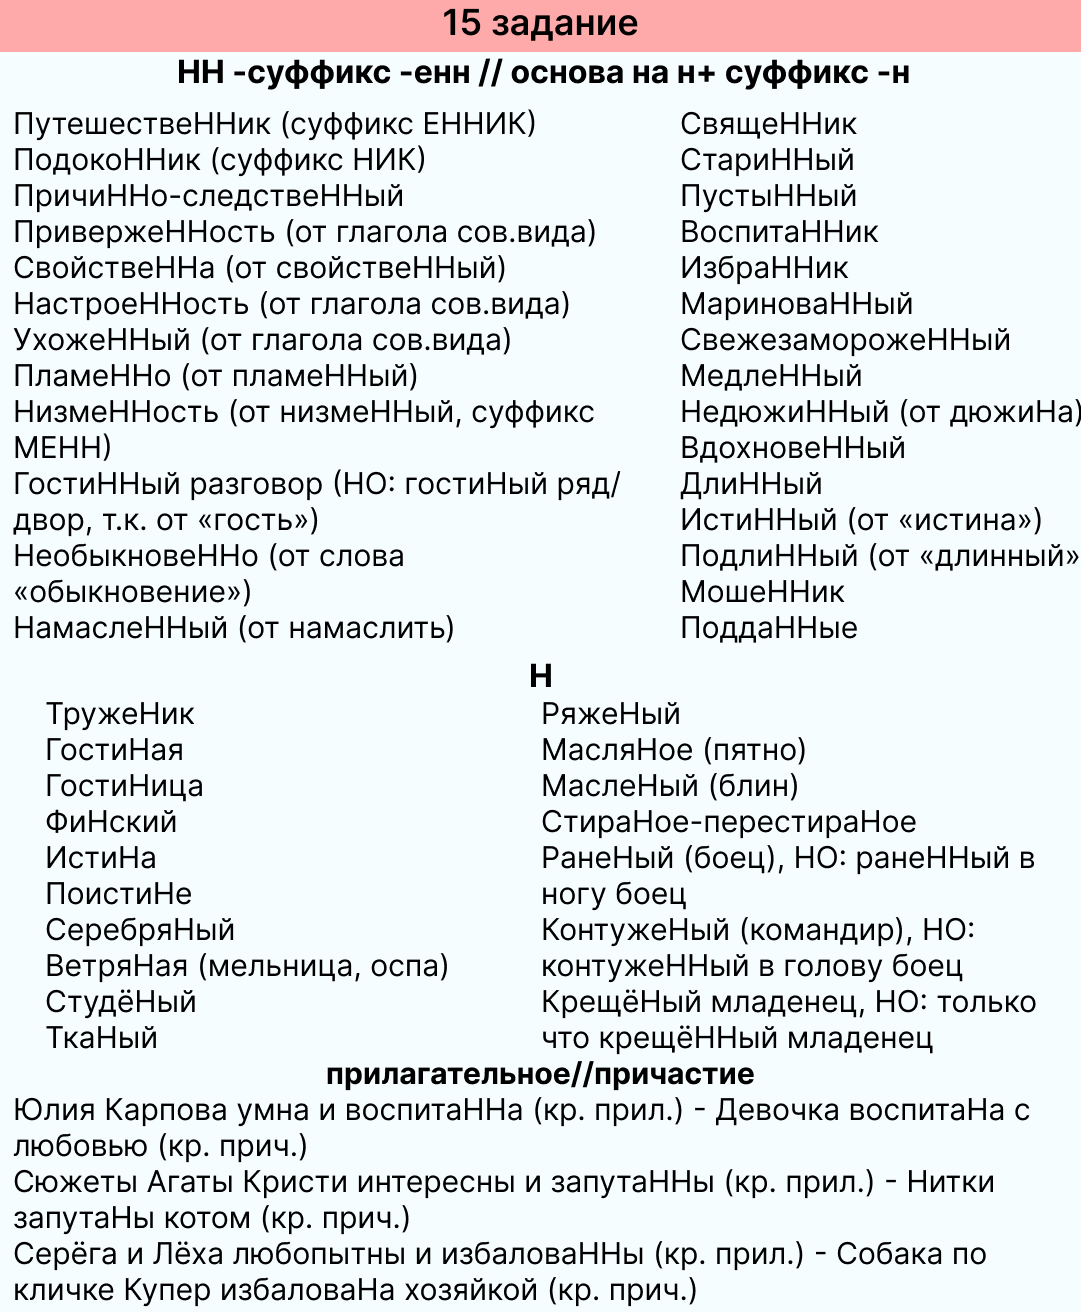 15 задание
НН -суффикс -енн // основа на н+ суффикс -н
ПутешествеННик (суффикс ЕННИК)
ПодокоННик (суффикс НИК)
ПричиННо-следствеННый
ПривержеННость (от глагола сов.вида)
СвойствеННа (от свойствеННый)
НастроеННость (от глагола сов.вида)
УхожеННый (от глагола сов.вида)
ПламеННо (от пламеННый)
НизмеННость (от низмеННый, суффикс
МЕНН)
ГостиННый разговор (НО: гостиНый ряд/
двор, т.к. от «гость»)
НеобыкновеННо (от слова
«обыкновение»)
НамаслеННый (от намаслить)
СвящеННик
СтариННый
ПустыННый
ВоспитаННик
ИзбраННик
МариноваННый
СвежезаморожеННый
МедлеННый
НедюжиННый (от дюжиНа)
ВдохновеННый
ДлиННый
ИстиННый (от «истина»)
ПодлиННый (от «длинный»
МошеННик
ПоддаННые
Н
ТружеНик
ГостиНая
ГостиНица
ФиНский
ИстиНа
ПоистиНе
СеребряНый
ВетряНая (мельница, оспа)
СтудёНый
ТкаНый
РяжеНый
МасляНое (пятно)
МаслеНый (блин)
СтираНое-перестираНое
РанеНый (боец), НО: ранеННый в
ногу боец
КонтужеНый (командир), НО:
контужеННый в голову боец
КрещёНый младенец, НО: только
что крещёННый младенец
прилагательное//причастие
Юлия Карпова умна и воспитаННа (кр. прил.) - Девочка воспитаНа с
любовью (кр. прич.)
Сюжеты Агаты Кристи интересны и запутаННы (кр. прил.) - Нитки
запутаНы котом (кр. прич.)
Серёга и Лёха любопытны и избаловаННы (кр. прил.) - Собака по
кличке Купер избаловаНа хозяйкой (кр. прич.)